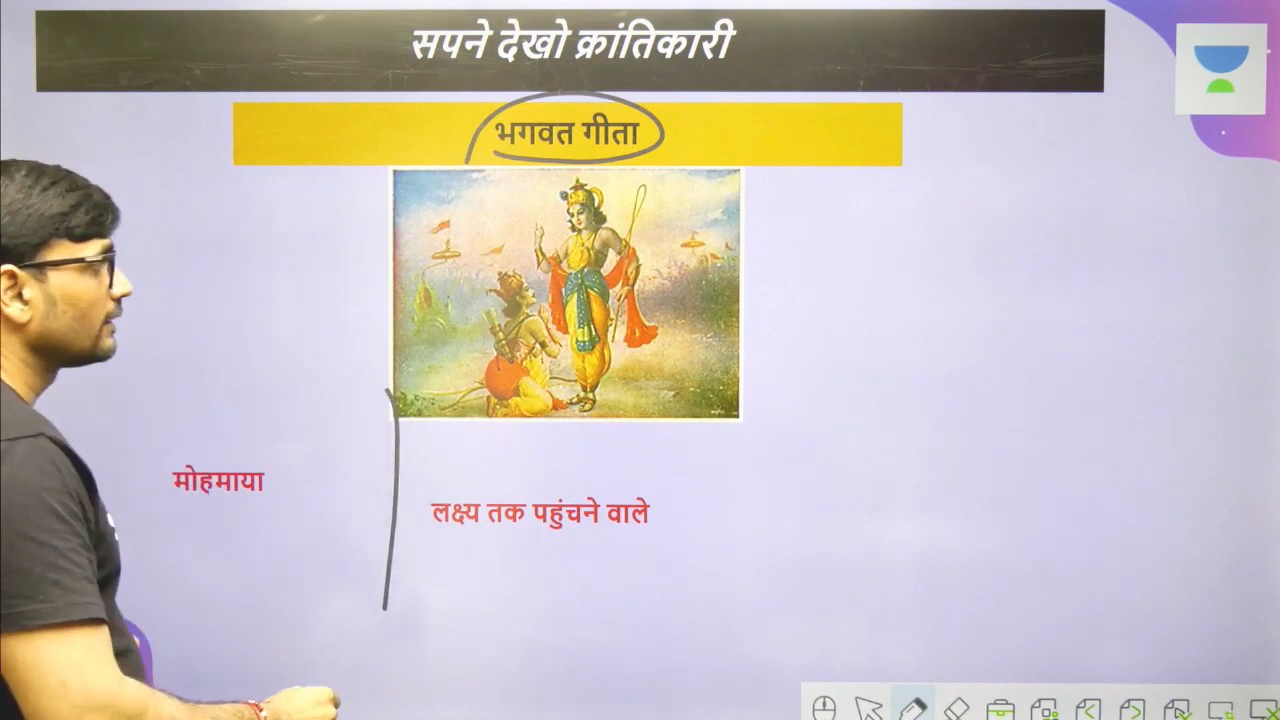 सपने देखो क्रांतिकारी
भगवत गीता
मोहमाया
लक्ष्य तक पहुंचने वाले